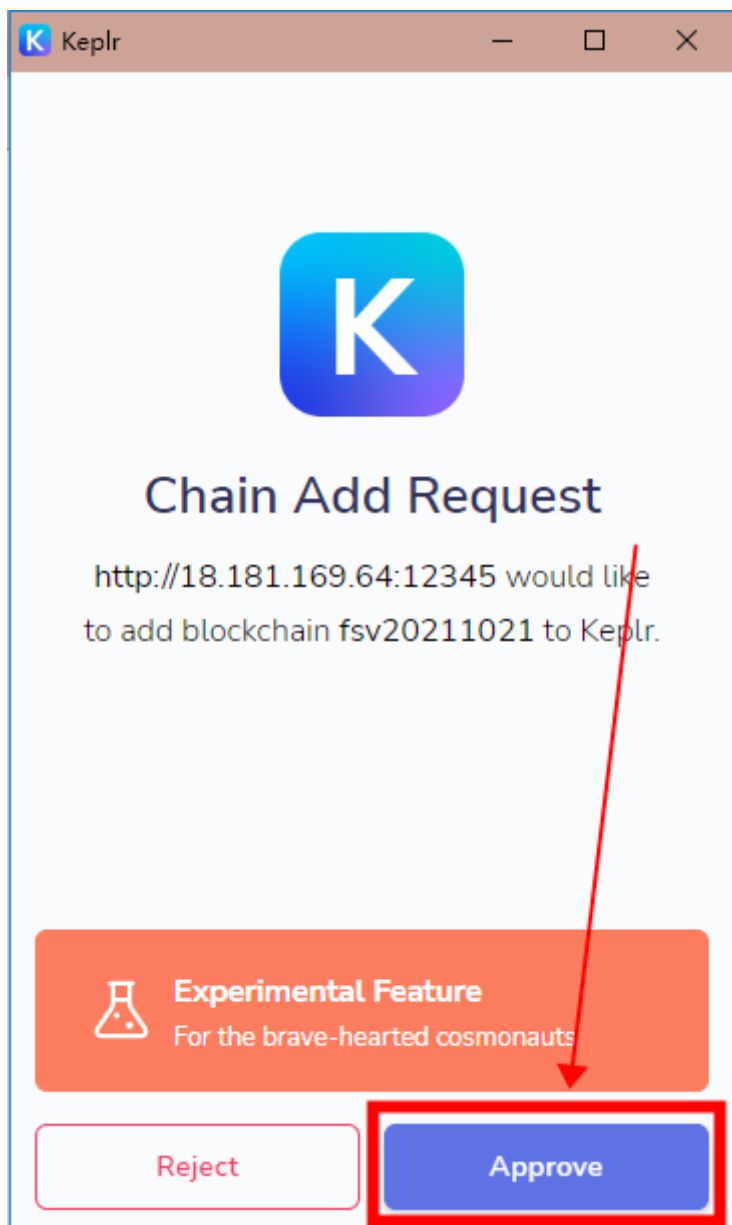 K Keplr
K
Chain Add Request
http://18.181.169.64:12345 would like
to add blockchain fsv20211021 to Keplr.
Experimental Feature
For the brave-hearted cosmonauts
Reject
Approve